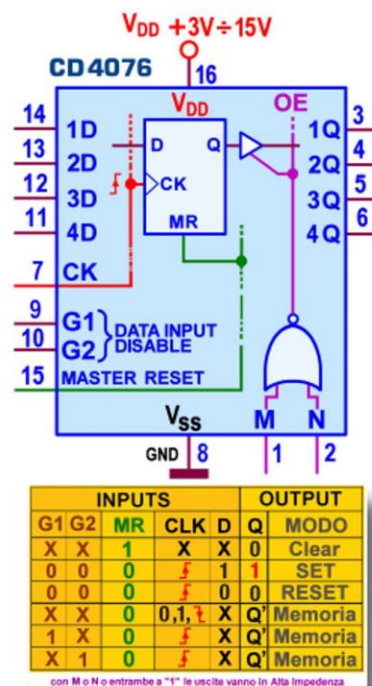 VDD +3V÷15V
CD4076
16
OE
VDD
14 1D
13 2D
12 3D
11 4D
D Q
CK
MR
1Q 3
2Q 4
3Q 5
4Q 6
7 CK
9 G1
10 G2
DATA INPUT
DISABLE
15 MASTER RESET
VSS
M N
GND 8
1 2
INPUTS OUTPUT
G1 G2 MR CLK D Q MODO
X X 1 X X 0 Clear
0 0 0 1 1 SET
0 0 0 0 0 RESET
X X 0 0,1, X Q' Memoria
1 X 0 X Q' Memoria
X 1 0 X Q' Memoria
con M o N o entrambe a "1" le uscite vanno in Alta Impedenza